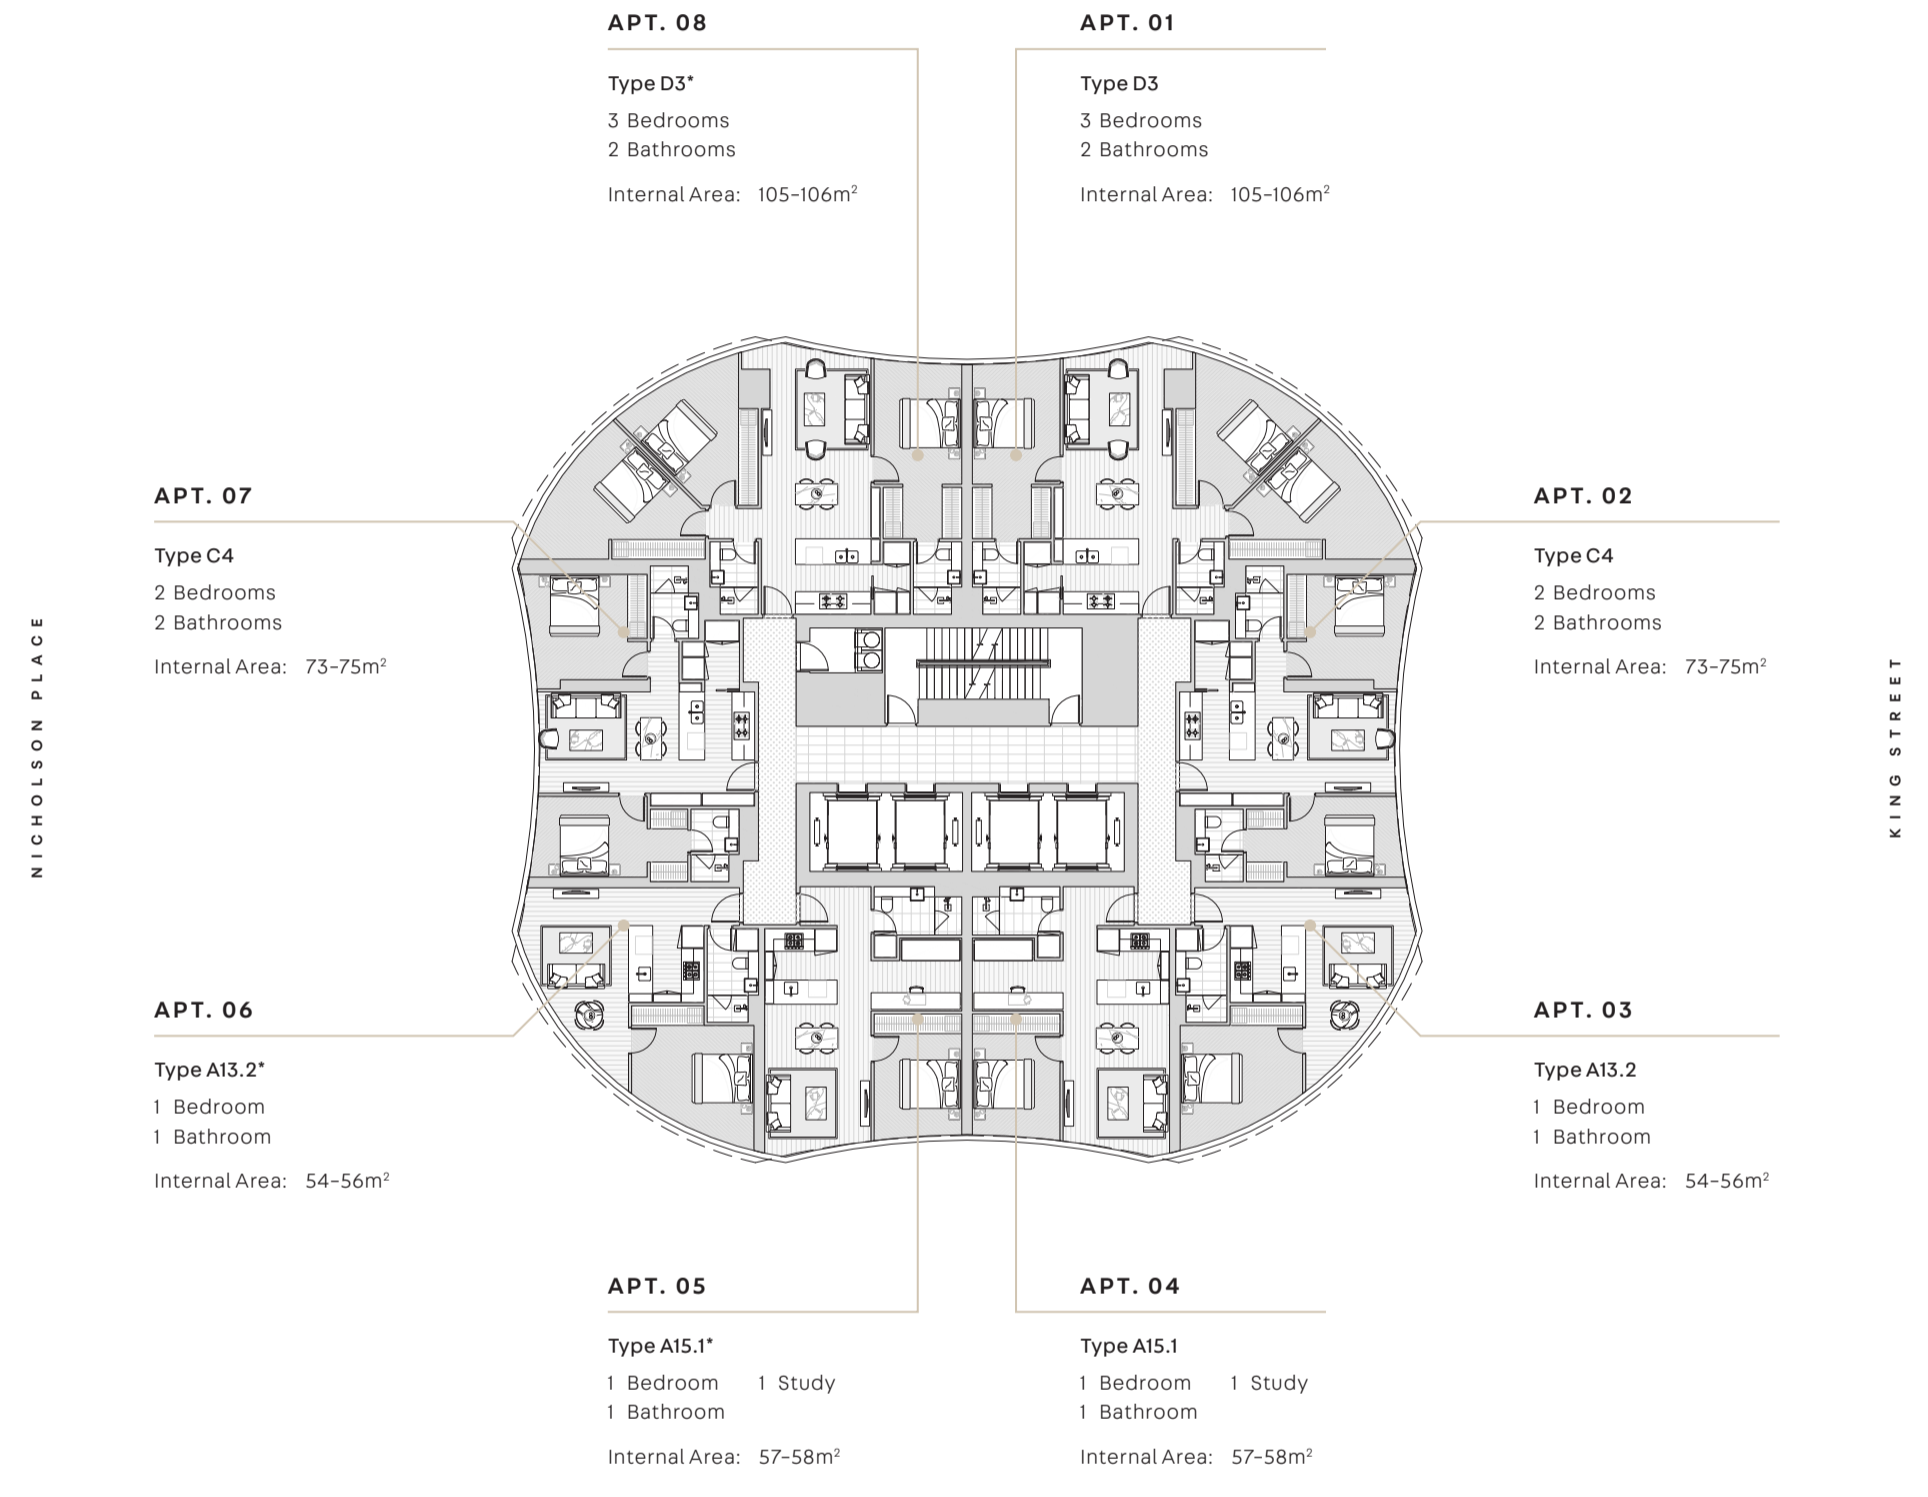 APT. 08
Type D3*
3 Bedrooms
2 Bathrooms
Internal Area: 105–106m²
APT. 01
Type D3
3 Bedrooms
2 Bathrooms
Internal Area: 105–106m²
APT. 07
Type C4
2 Bedrooms
2 Bathrooms
Internal Area: 73–75m²
APT. 02
Type C4
2 Bedrooms
2 Bathrooms
Internal Area: 73–75m²
NICHOLSON PLACE
KING STREET
APT. 06
Type A13.2*
1 Bedroom
1 Bathroom
Internal Area: 54–56m²
APT. 03
Type A13.2
1 Bedroom
1 Bathroom
Internal Area: 54–56m²
APT. 05
Type A15.1*
1 Bedroom 1 Study
1 Bathroom
Internal Area: 57–58m²
APT. 04
Type A15.1
1 Bedroom 1 Study
1 Bathroom
Internal Area: 57–58m²